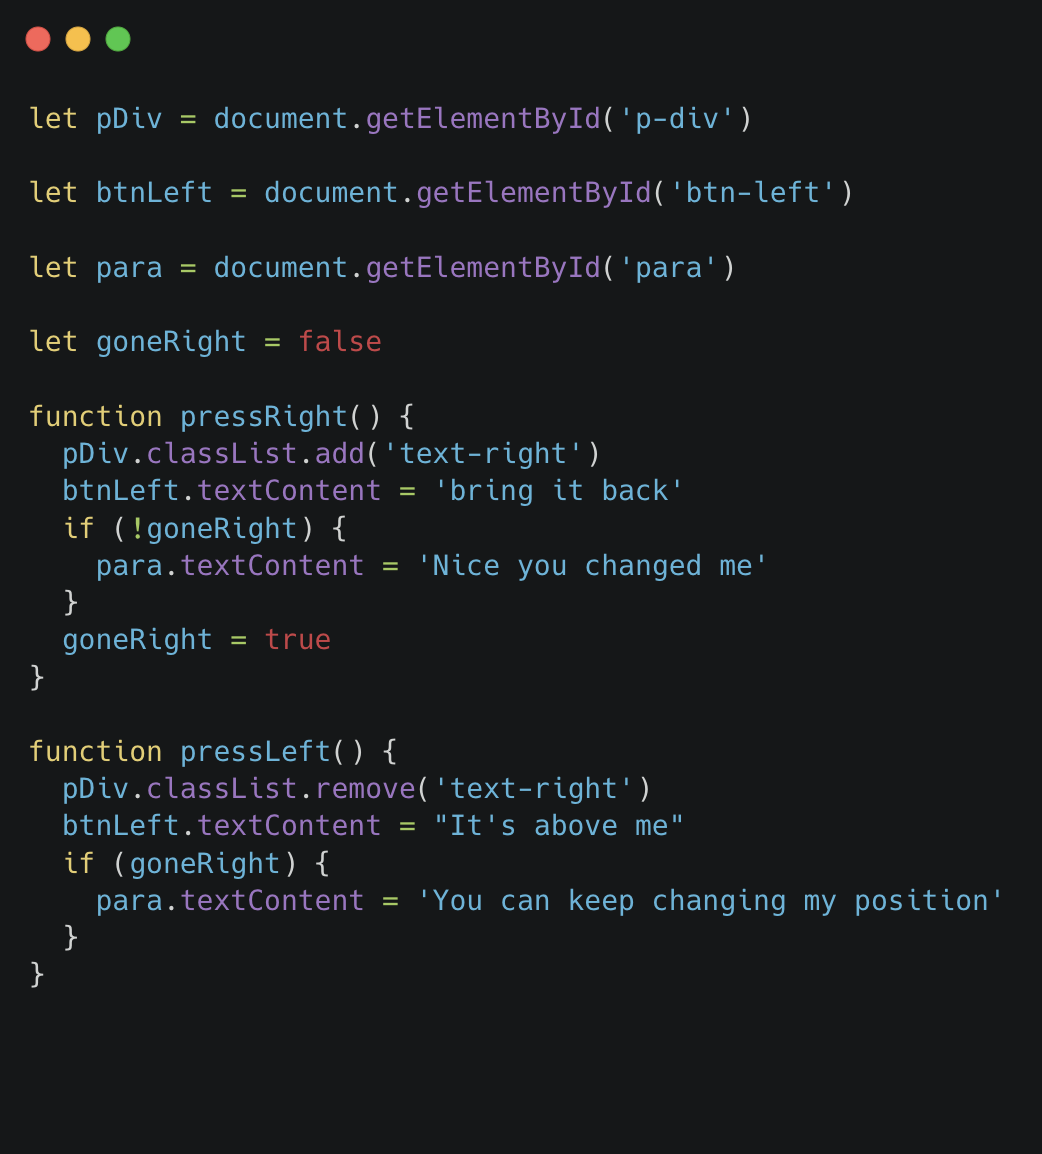 let pDiv = document.getElementById('p-div')
let btnLeft = document.getElementById('btn-left')
let para = document.getElementById('para')
let goneRight = false
function pressRight() {
  pDiv.classList.add('text-right')
  btnLeft.textContent = 'bring it back'
  if (!goneRight) {
    para.textContent = 'Nice you changed me'
  }
  goneRight = true
}
function pressLeft() {
  pDiv.classList.remove('text-right')
  btnLeft.textContent = "It's above me"
  if (goneRight) {
    para.textContent = 'You can keep changing my position'
  }
}